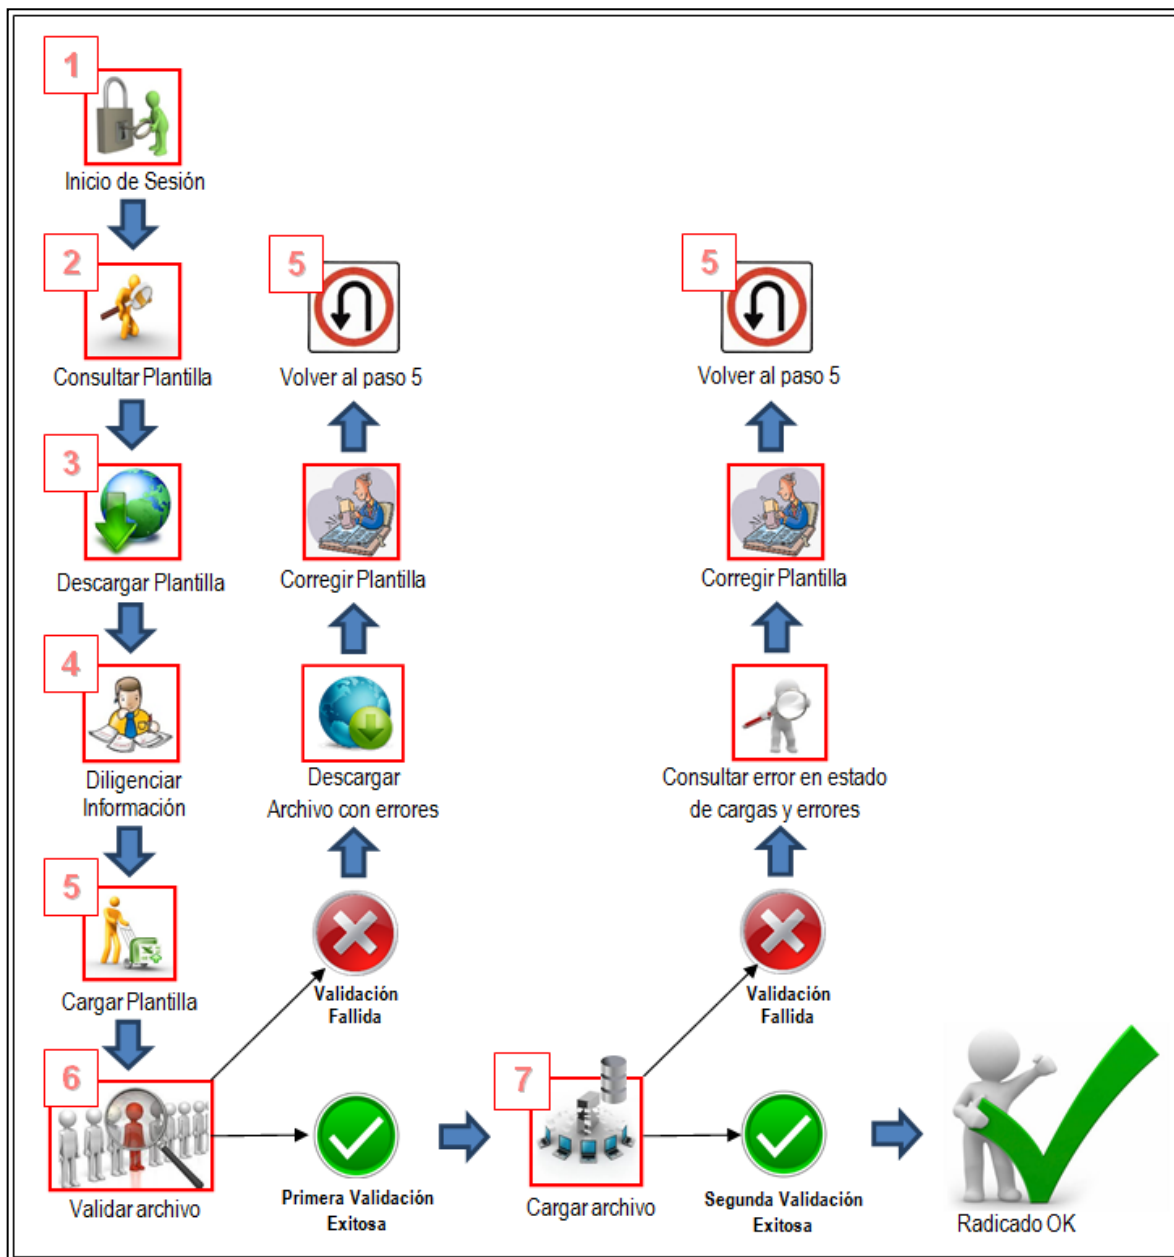 1
Inicio de Sesión
2
Consultar Plantilla
3
Descargar Plantilla
4
Diligenciar
Información
5
Cargar Plantilla
6
Validar archivo
5
Volver al paso 5
Corregir Plantilla
Descargar
Archivo con errores
Validación
Fallida
Primera Validación
Exitosa
7
Cargar archivo
5
Volver al paso 5
Corregir Plantilla
Consultar error en estado
de cargas y errores
Validación
Fallida
Segunda Validación
Exitosa
Radicado OK